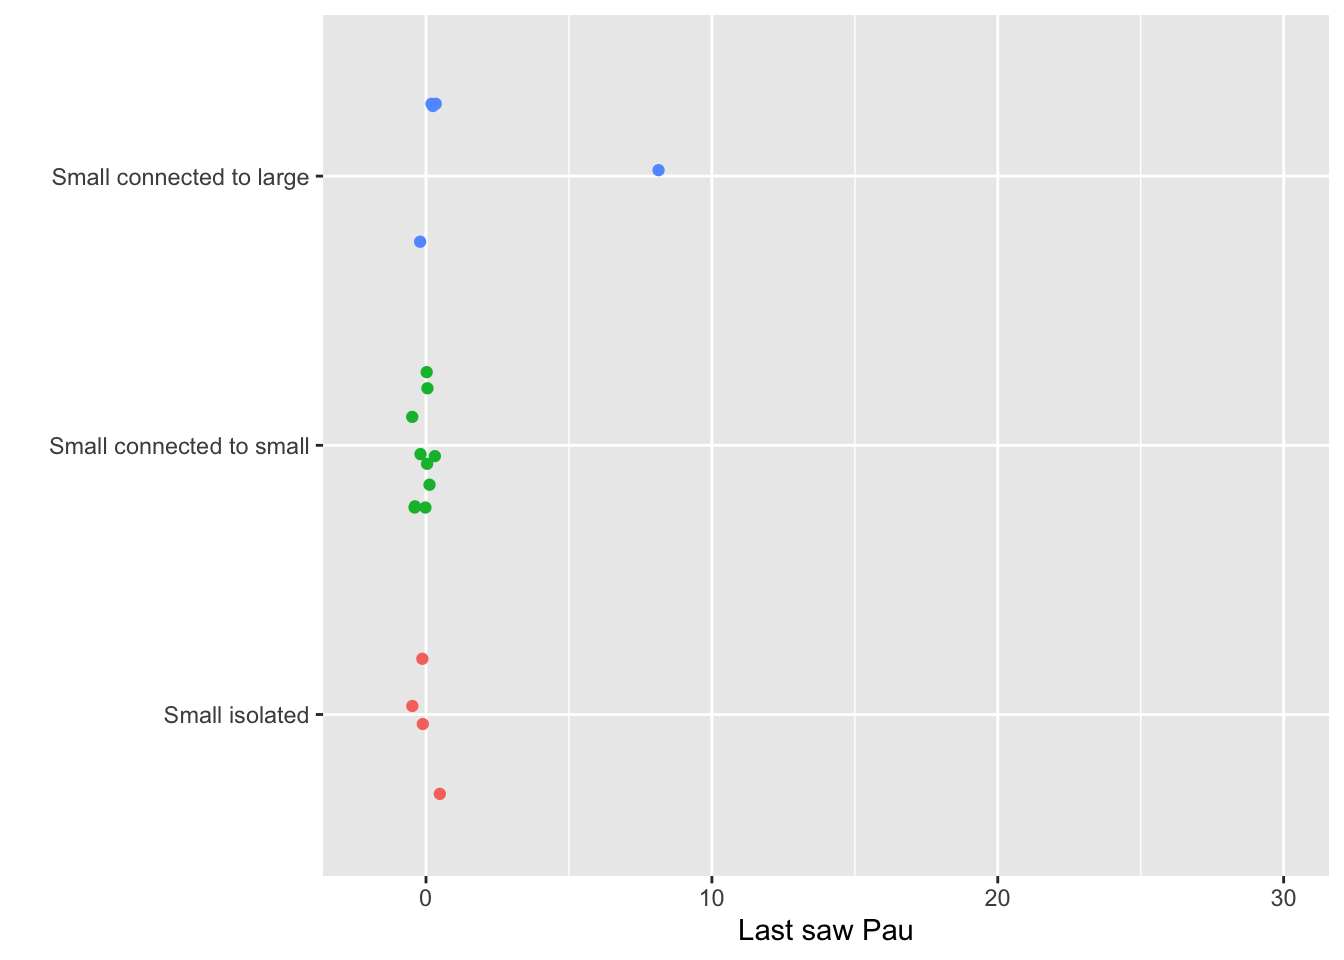 Small connected to large
Small connected to small
Small isolated
0 10 20 30
Last saw Pau